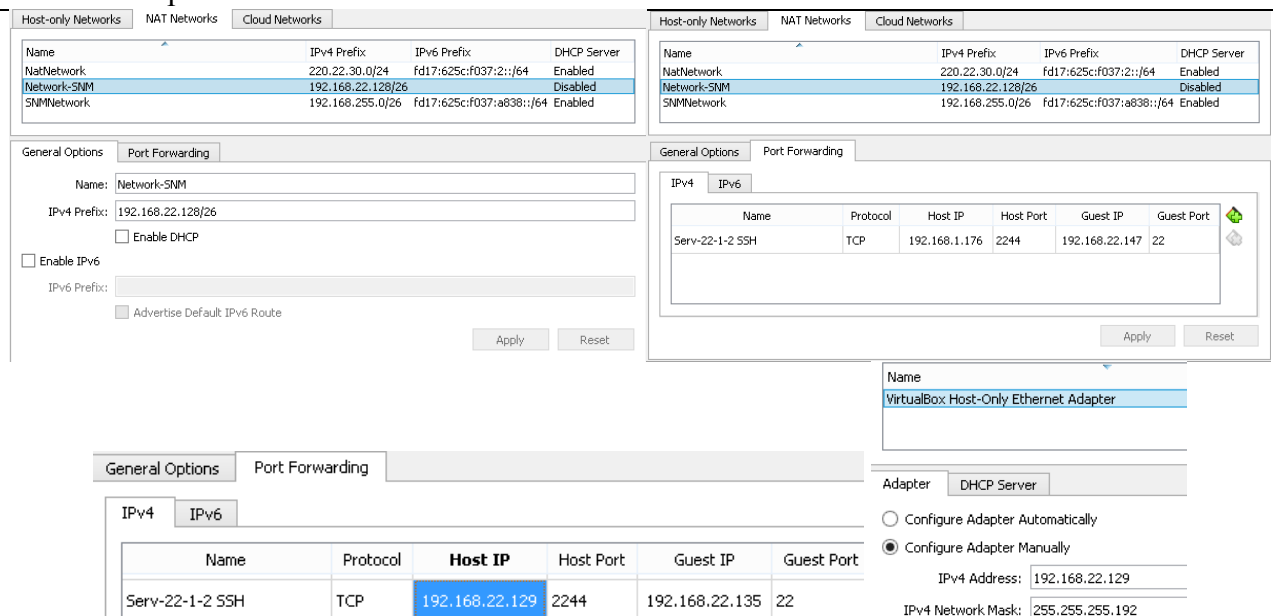 Host-only Networks NAT Networks Cloud Networks
Name IPv4 Prefix IPv6 Prefix DHCP Server
NatNetwork 220.22.30.0/24 fd17:625c:f037:2::/64 Enabled
Network-SNM 192.168.22.128/26 Disabled
SNMNetwork 192.168.255.0/26 fd17:625c:f037:a838::/64 Enabled
General Options Port Forwarding
Name: Network-SNM
IPv4 Prefix: 192.168.22.128/26
Enable DHCP
Enable IPv6
IPv6 Prefix:
Advertise Default IPv6 Route
Apply Reset
Host-only Networks NAT Networks Cloud Networks
Name IPv4 Prefix IPv6 Prefix DHCP Server
NatNetwork 220.22.30.0/24 fd17:625c:f037:2::/64 Enabled
Network-SNM 192.168.22.128/26 Disabled
SNMNetwork 192.168.255.0/26 fd17:625c:f037:a838::/64 Enabled
General Options Port Forwarding
IPv4 IPv6
Name Protocol Host IP Host Port Guest IP Guest Port
Serv-22-1-2 SSH TCP 192.168.1.176 2244 192.168.22.147 22
Apply Reset
General Options Port Forwarding
IPv4 IPv6
Name Protocol Host IP Host Port Guest IP Guest Port
Serv-22-1-2 SSH TCP 192.168.22.129 2244 192.168.22.135 22
Name
VirtualBox Host-Only Ethernet Adapter
Adapter DHCP Server
Configure Adapter Automatically
Configure Adapter Manually
IPv4 Address: 192.168.22.129
IPv4 Network Mask: 255.255.255.192